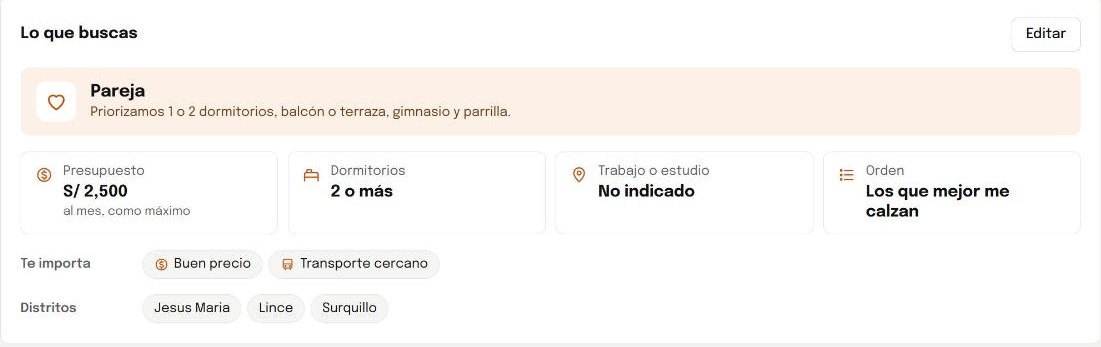 Lo que buscas
Editar
Pareja
Priorizamos 1 o 2 dormitorios, balcón o terraza, gimnasio y parrilla.
Presupuesto
S/ 2,500
al mes, como máximo
Dormitorios
2 o más
Trabajo o estudio
No indicado
Orden
Los que mejor me
calzan
Te importa
Buen precio
Transporte cercano
Distritos
Jesus Maria
Lince
Surquillo